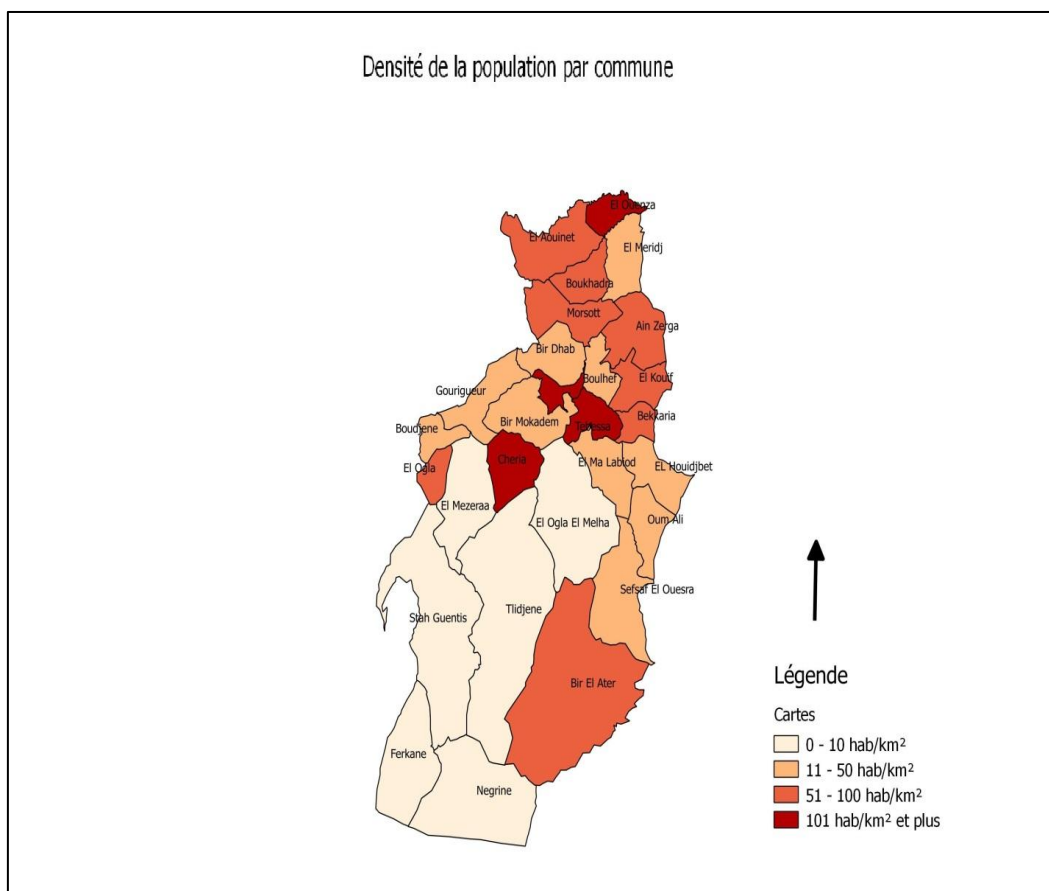 Densité de la population par commune
El Ouenza
El Aouinet
El Meridj
Boukhadra
Morsott
Ain Zerga
Bir Dhab
Boulhef
El Kouif
Gourigueur
Bekkaria
Bir Mokadem
Tebessa
Boudjene
Cheria
El Ma Labiod
EL Houidjbet
El Ogla
El Mezeraa
El Ogla El Melha
Oum Ali
Sefsaf El Ouesra
Tlidjene
Stah Guentis
Bir El Ater
Ferkane
Negrine
Légende
Cartes
0 - 10 hab/km²
11 - 50 hab/km²
51 - 100 hab/km²
101 hab/km² et plus